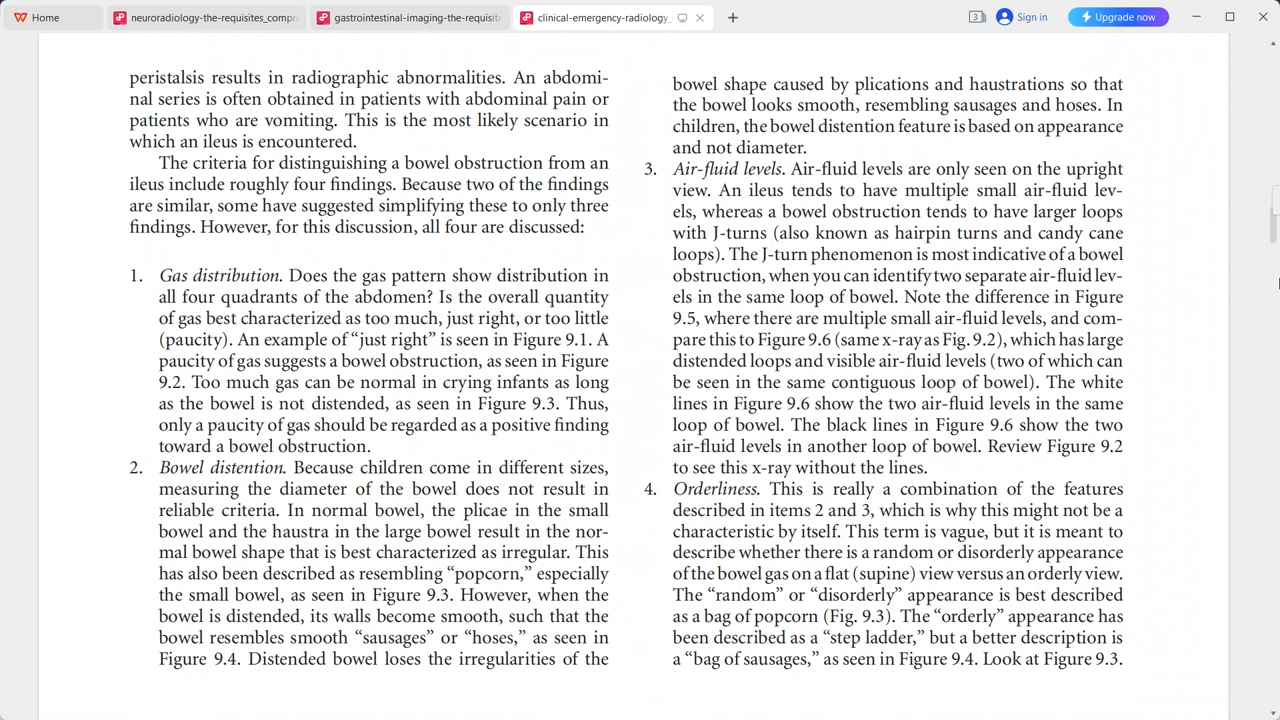 Home
neuroradiology-the-requisites_compr
gastrointestinal-imaging-the-requisite
clinical-emergency-radiology_
3
Sign in
Upgrade now
peristalsis results in radiographic abnormalities. An abdomi-
nal series is often obtained in patients with abdominal pain or
patients who are vomiting. This is the most likely scenario in
which an ileus is encountered.
The criteria for distinguishing a bowel obstruction from an
ileus include roughly four findings. Because two of the findings
are similar, some have suggested simplifying these to only three
findings. However, for this discussion, all four are discussed:
1. Gas distribution. Does the gas pattern show distribution in
all four quadrants of the abdomen? Is the overall quantity
of gas best characterized as too much, just right, or too little
(paucity). An example of “just right” is seen in Figure 9.1. A
paucity of gas suggests a bowel obstruction, as seen in Figure
9.2. Too much gas can be normal in crying infants as long
as the bowel is not distended, as seen in Figure 9.3. Thus,
only a paucity of gas should be regarded as a positive finding
toward a bowel obstruction.
2. Bowel distention. Because children come in different sizes,
measuring the diameter of the bowel does not result in
reliable criteria. In normal bowel, the plicae in the small
bowel and the haustra in the large bowel result in the nor-
mal bowel shape that is best characterized as irregular. This
has also been described as resembling “popcorn,” especially
the small bowel, as seen in Figure 9.3. However, when the
bowel is distended, its walls become smooth, such that the
bowel resembles smooth “sausages” or “hoses,” as seen in
Figure 9.4. Distended bowel loses the irregularities of the
bowel shape caused by plications and haustrations so that
the bowel looks smooth, resembling sausages and hoses. In
children, the bowel distention feature is based on appearance
and not diameter.
3. Air-fluid levels. Air-fluid levels are only seen on the upright
view. An ileus tends to have multiple small air-fluid lev-
els, whereas a bowel obstruction tends to have larger loops
with J-turns (also known as hairpin turns and candy cane
loops). The J-turn phenomenon is most indicative of a bowel
obstruction, when you can identify two separate air-fluid lev-
els in the same loop of bowel. Note the difference in Figure
9.5, where there are multiple small air-fluid levels, and com-
pare this to Figure 9.6 (same x-ray as Fig. 9.2), which has large
distended loops and visible air-fluid levels (two of which can
be seen in the same contiguous loop of bowel). The white
lines in Figure 9.6 show the two air-fluid levels in the same
loop of bowel. The black lines in Figure 9.6 show the two
air-fluid levels in another loop of bowel. Review Figure 9.2
to see this x-ray without the lines.
4. Orderliness. This is really a combination of the features
described in items 2 and 3, which is why this might not be a
characteristic by itself. This term is vague, but it is meant to
describe whether there is a random or disorderly appearance
of the bowel gas on a flat (supine) view versus an orderly view.
The “random” or “disorderly” appearance is best described
as a bag of popcorn (Fig. 9.3). The “orderly” appearance has
been described as a “step ladder,” but a better description is
a “bag of sausages,” as seen in Figure 9.4. Look at Figure 9.3.